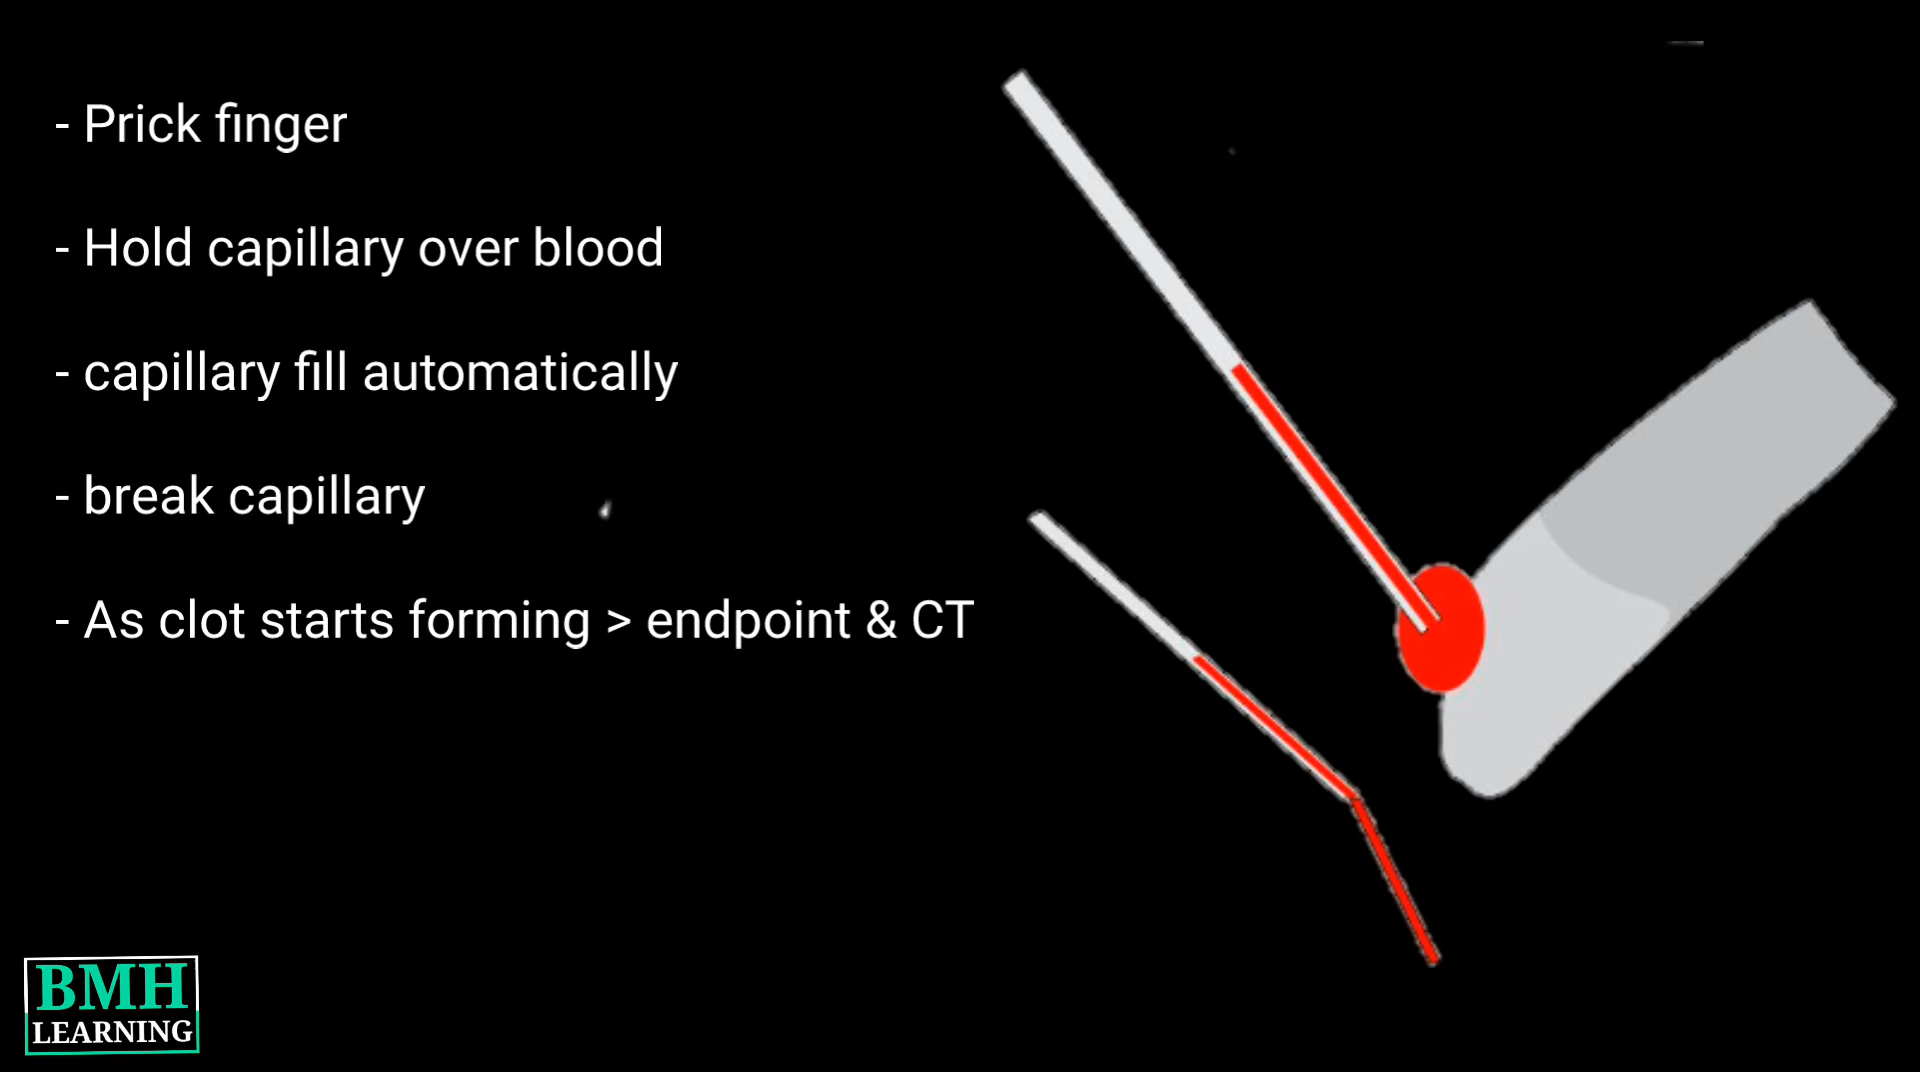 - Prick finger
- Hold capillary over blood
- capillary fill automatically
- break capillary
- As clot starts forming > endpoint & CT
BMH
LEARNING